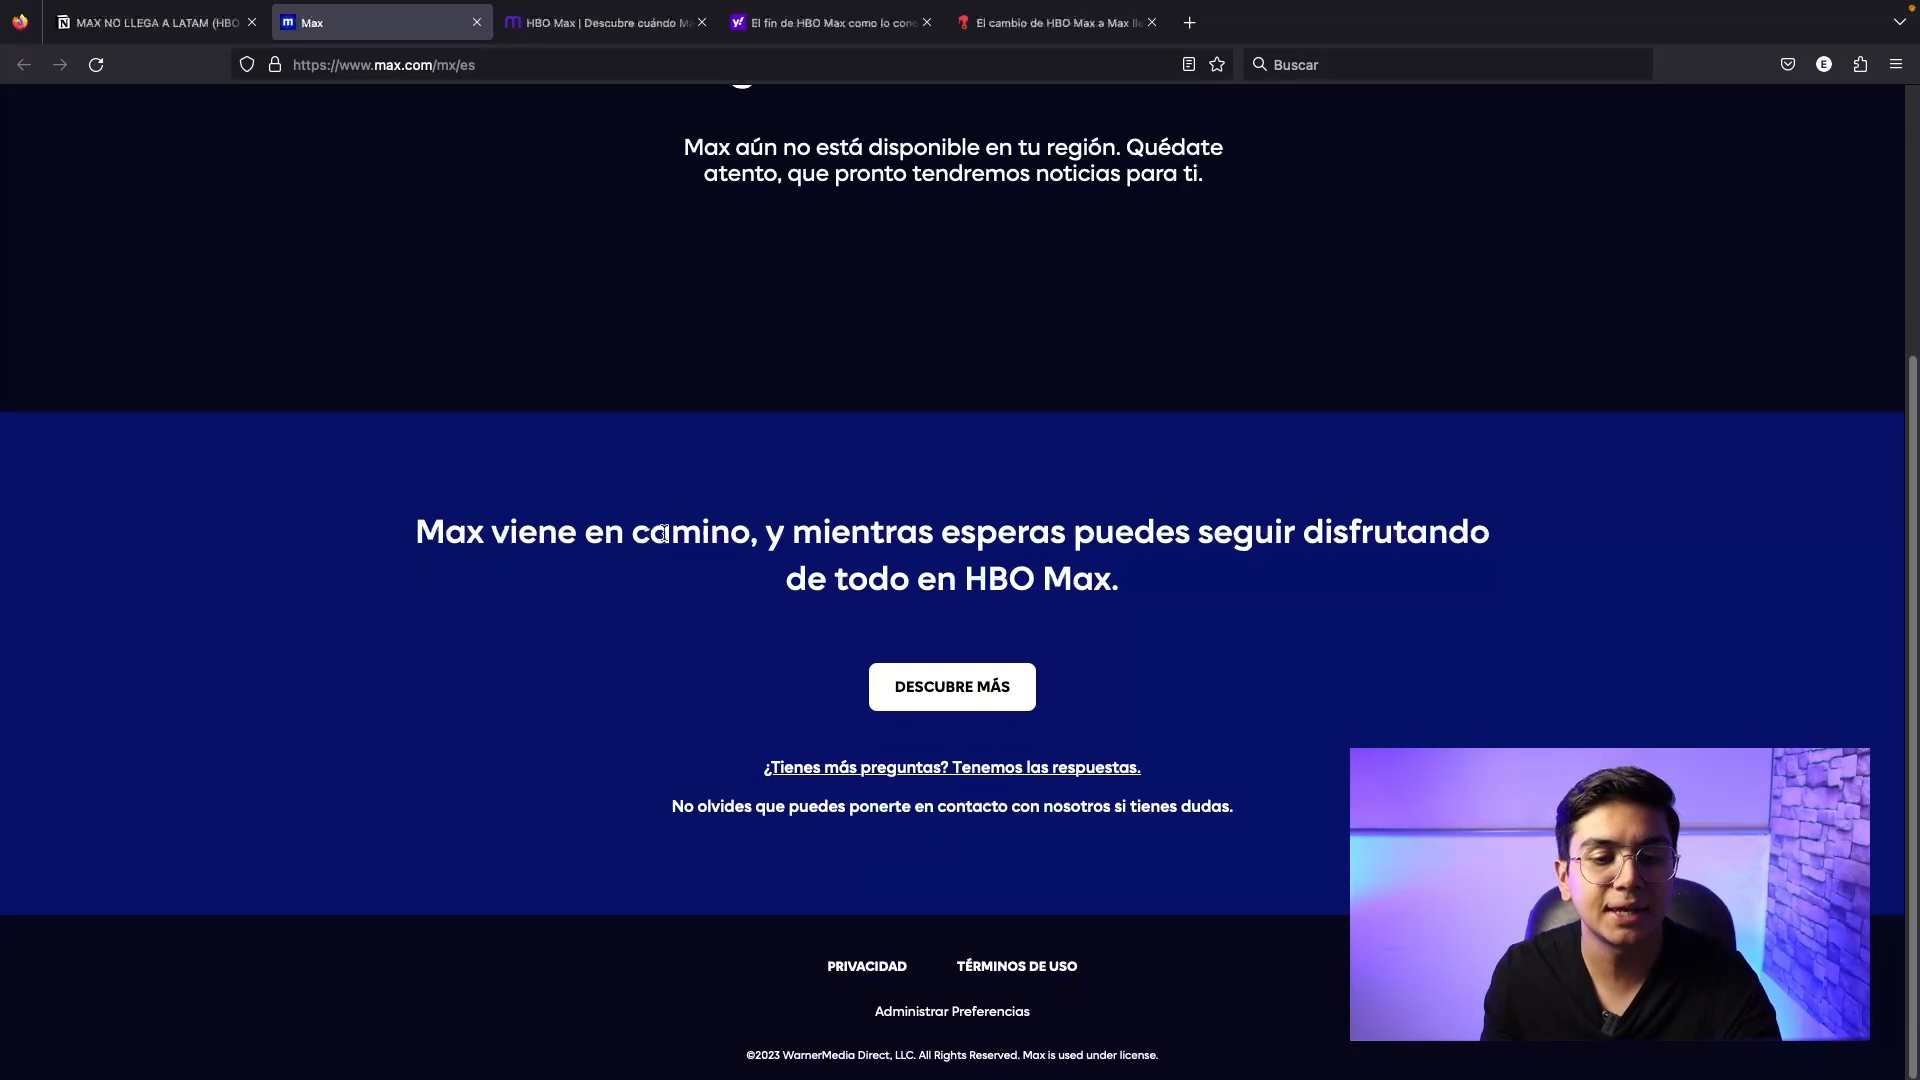 MAX NO LLEGA A LATAM (HBO
Max
HBO Max | Descubre cuándo Ma
El fin de HBO Max como lo cono
El cambio de HBO Max a Max lle
https://www.max.com/mx/es
Buscar
E
Max aún no está disponible en tu región. Quédate
atento, que pronto tendremos noticias para ti.
Max viene en camino, y mientras esperas puedes seguir disfrutando
de todo en HBO Max.
DESCUBRE MÁS
¿Tienes más preguntas? Tenemos las respuestas.
No olvides que puedes ponerte en contacto con nosotros si tienes dudas.
PRIVACIDAD TÉRMINOS DE USO
Administrar Preferencias
©2023 WarnerMedia Direct, LLC. All Rights Reserved. Max is used under license.